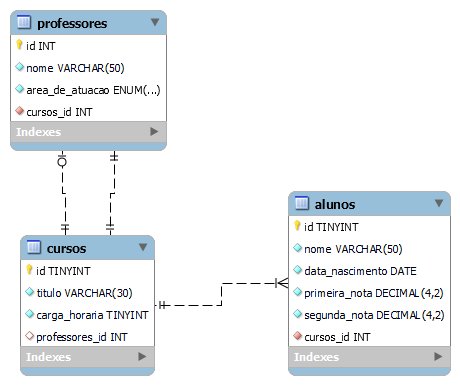 professores
id INT
nome VARCHAR(50)
area_de_atuacao ENUM(...)
cursos_id INT
Indexes
cursos
id TINYINT
titulo VARCHAR(30)
carga_horaria TINYINT
professores_id INT
Indexes
alunos
id TINYINT
nome VARCHAR(50)
data_nascimento DATE
primeira_nota DECIMAL(4,2)
segunda_nota DECIMAL(4,2)
cursos_id INT
Indexes